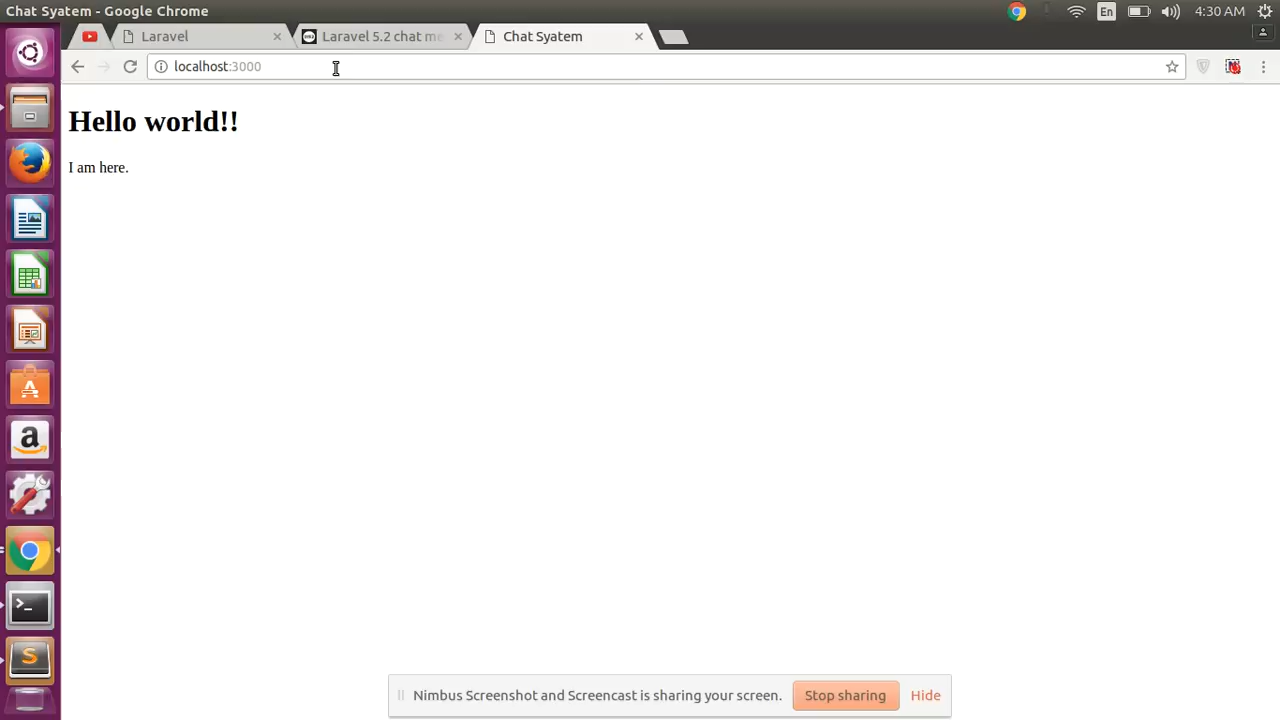 Chat Syatem - Google Chrome
En
4:30 AM
Laravel
Laravel 5.2 chat me
Chat Syatem
localhost:3000
Hello world!!
I am here.
Nimbus Screenshot and Screencast is sharing your screen.
Stop sharing
Hide